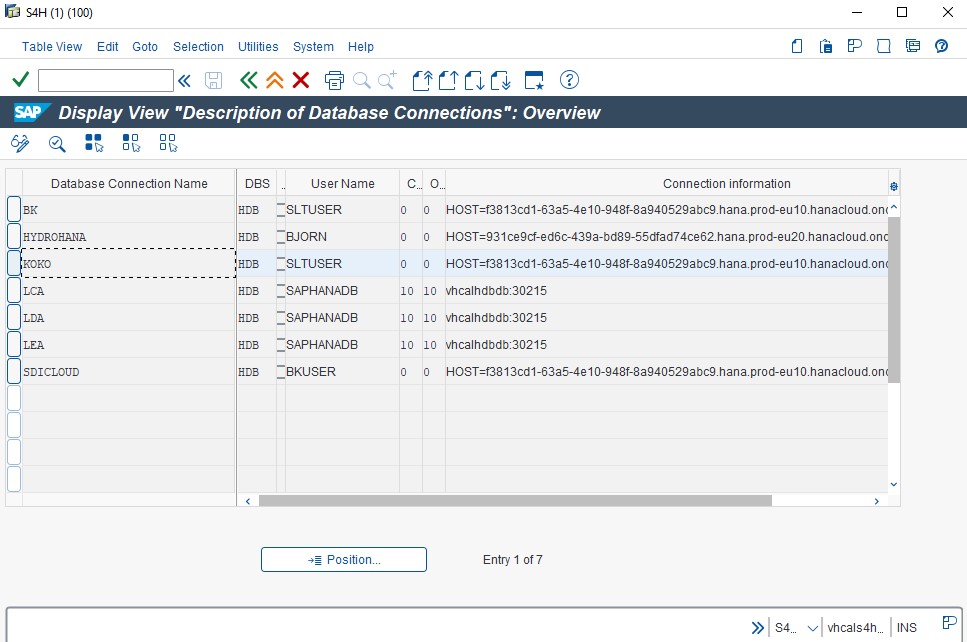 S4H (1) (100)
Table View Edit Goto Selection Utilities System Help
SAP Display View "Description of Database Connections": Overview
Database Connection Name DBS .. User Name C... O... Connection information
BK HDB SLTUSER 0 0 HOST=f3813cd1-63a5-4e10-948f-8a940529abc9.hana.prod-eu10.hanacloud.ond
HYDROHANA HDB BJORN 0 0 HOST=931ce9cf-ed6c-439a-bd89-55dfad74ce62.hana.prod-eu20.hanacloud.ond
KOKO HDB SLTUSER 0 0 HOST=f3813cd1-63a5-4e10-948f-8a940529abc9.hana.prod-eu10.hanacloud.ond
LCA HDB SAPHANADB 10 10 vhcalhdbdb:30215
LDA HDB SAPHANADB 10 10 vhcalhdbdb:30215
LEA HDB SAPHANADB 10 10 vhcalhdbdb:30215
SDICLOUD HDB BKUSER 0 0 HOST=f3813cd1-63a5-4e10-948f-8a940529abc9.hana.prod-eu10.hanacloud.ond
Position... Entry 1 of 7
S4... vhcals4h... INS